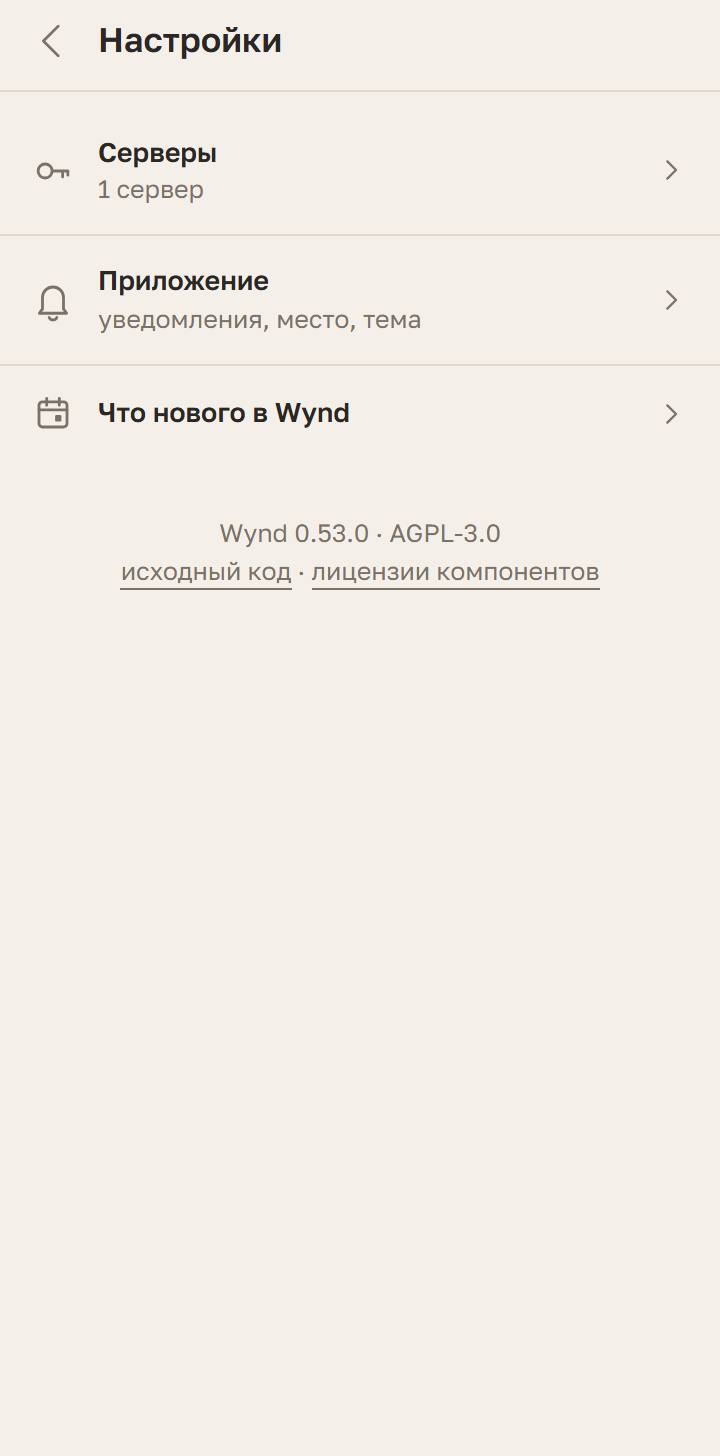 Настройки
Серверы
1 сервер
Приложение
уведомления, место, тема
Что нового в Wynd
Wynd 0.53.0 · AGPL-3.0
исходный код · лицензии компонентов